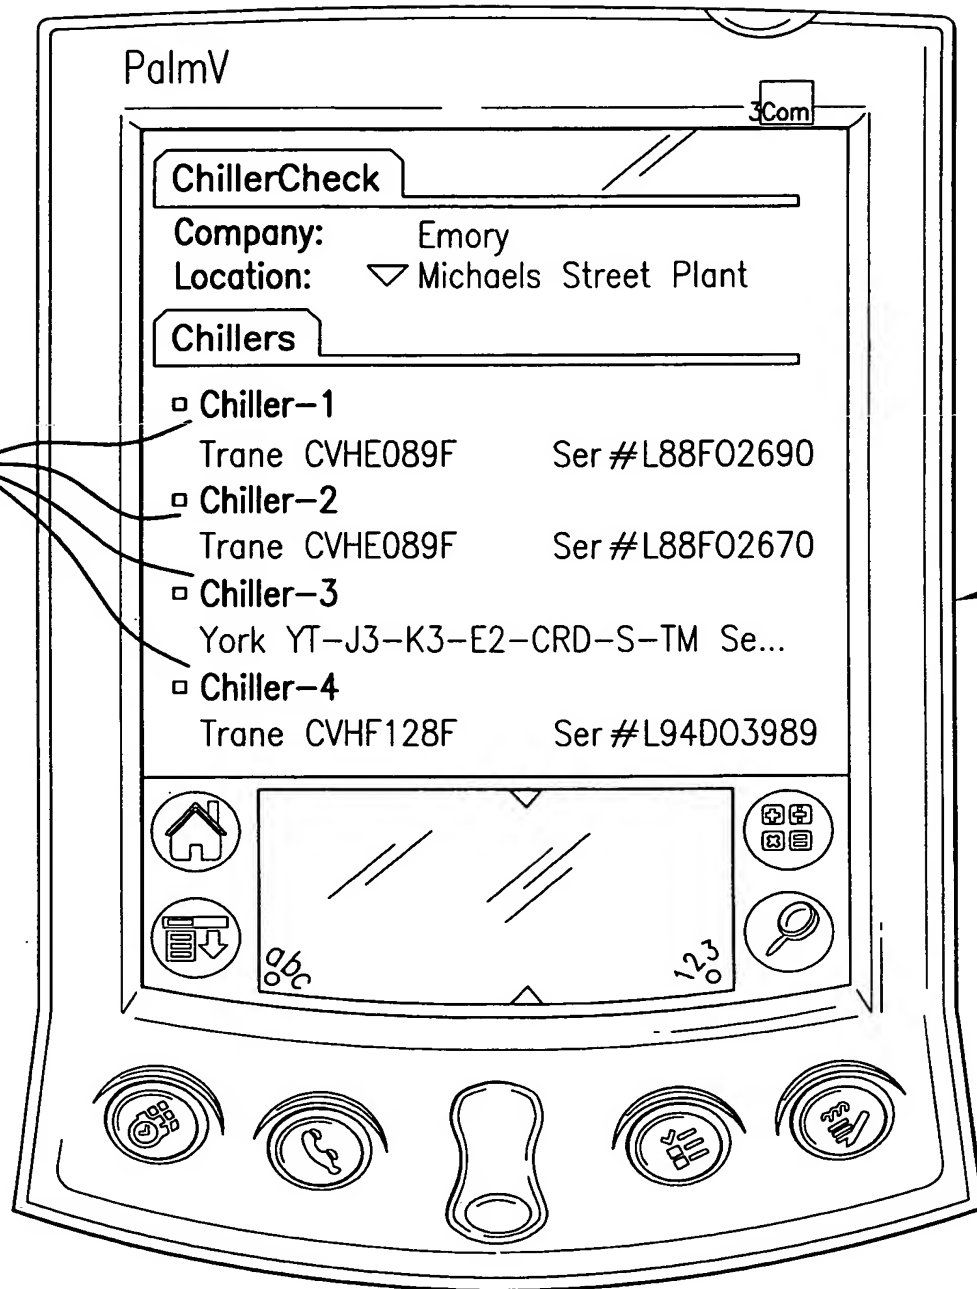 PalmV
3Com
ChillerCheck
Company: Emory
Location: Michaels Street Plant
Chillers
Chiller-1
Trane CVHE089F Ser#L88F02690
Chiller-2
Trane CVHE089F Ser#L88F02670
Chiller-3
York YT-J3-K3-E2-CRD-S-TM Se...
Chiller-4
Trane CVHF128F Ser#L94D03989
abc 123